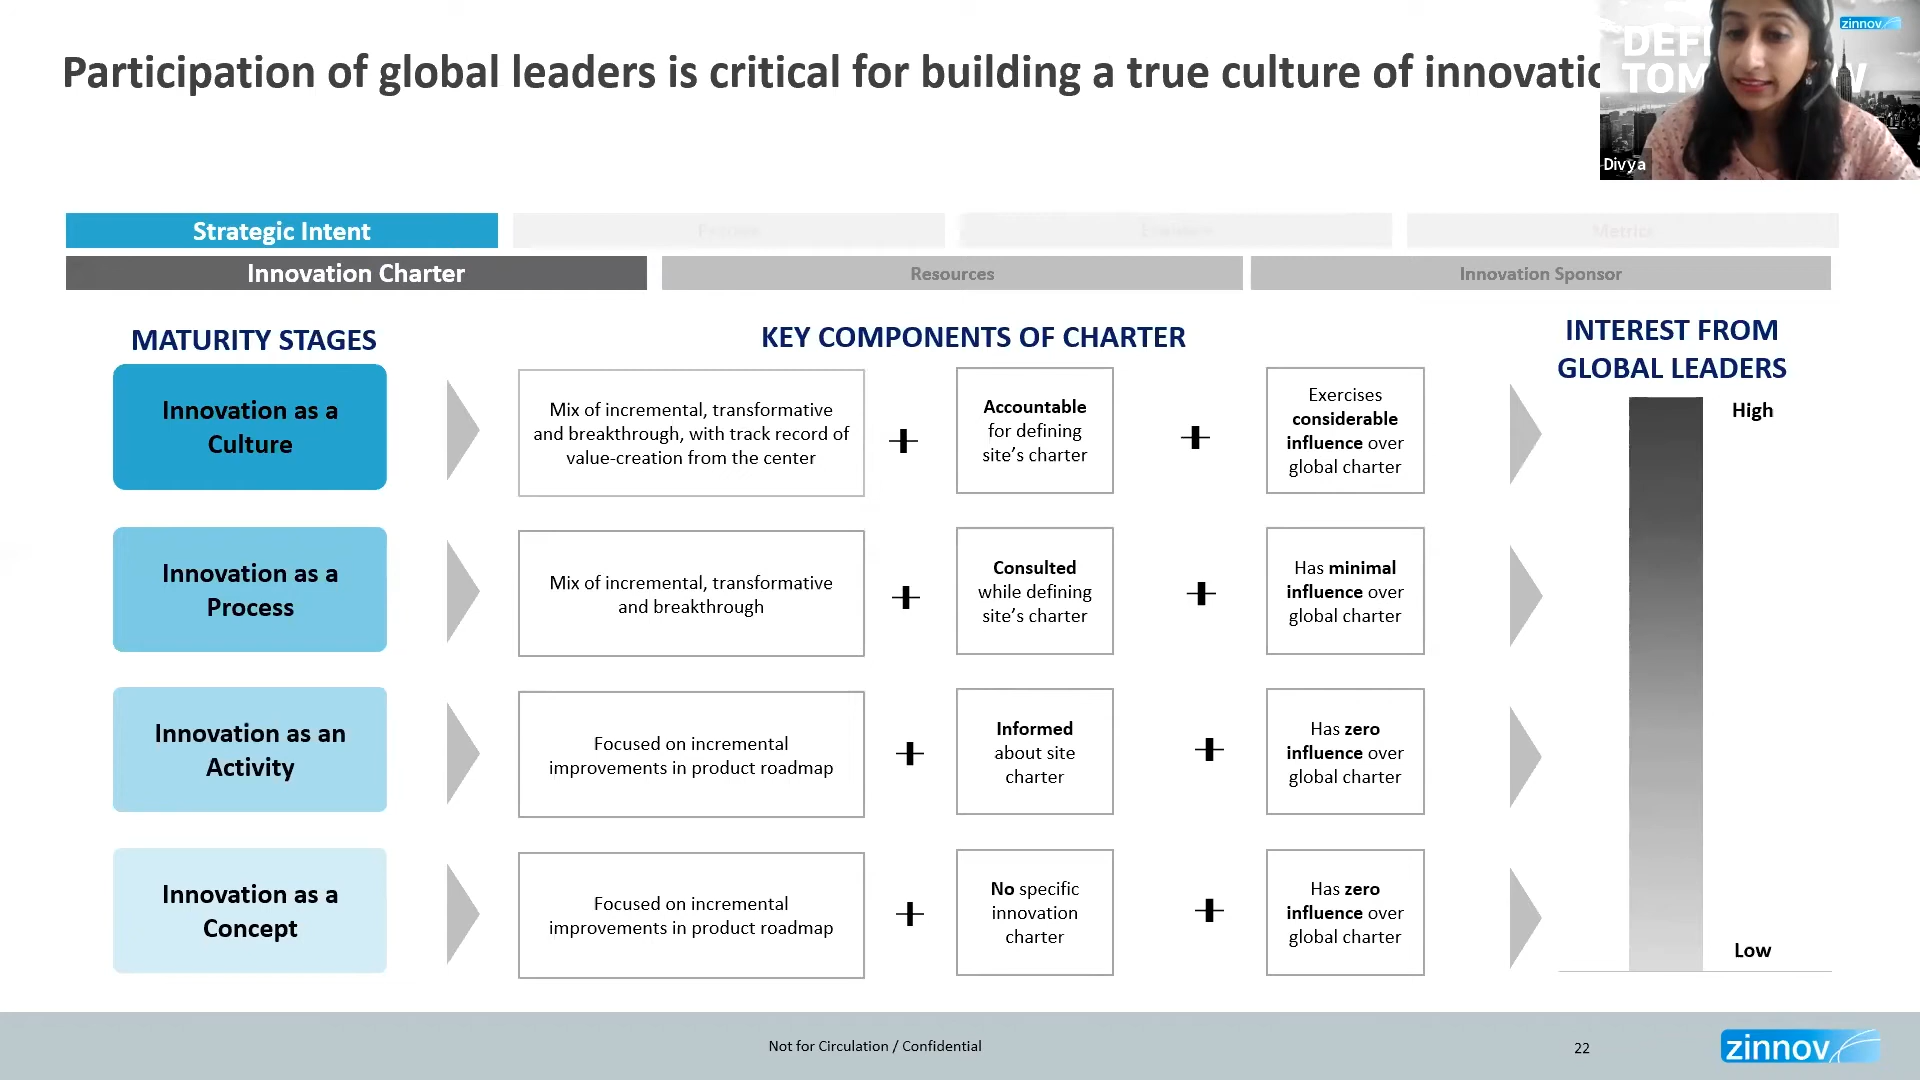 Participation of global leaders is critical for building a true culture of innovatio
zinnov
DEFI
TOM
W
Divya
Strategic Intent
Metrics
Innovation Charter
Resources
Innovation Sponsor
MATURITY STAGES
KEY COMPONENTS OF CHARTER
INTEREST FROM
GLOBAL LEADERS
Innovation as a
Culture
Mix of incremental, transformative
and breakthrough, with track record of
value-creation from the center
Accountable
for defining
site's charter
Exercises
considerable
influence over
global charter
High
Innovation as a
Process
Mix of incremental, transformative
and breakthrough
Consulted
while defining
site's charter
Has minimal
influence over
global charter
Innovation as an
Activity
Focused on incremental
improvements in product roadmap
Informed
about site
charter
Has zero
influence over
global charter
Innovation as a
Concept
Focused on incremental
improvements in product roadmap
No specific
innovation
charter
Has zero
influence over
global charter
Low
Not for Circulation / Confidential
22
zinnov